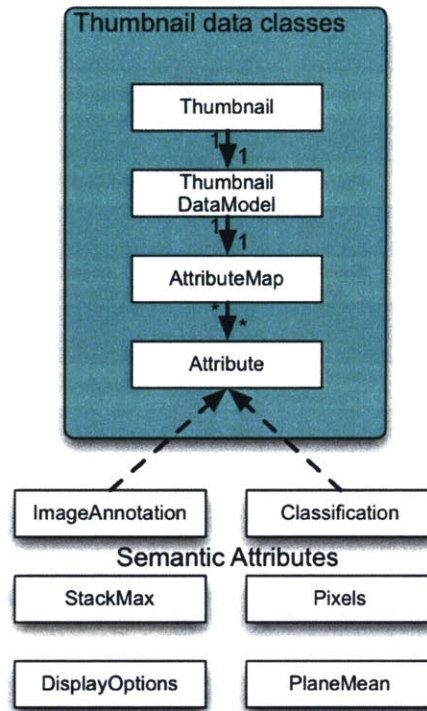 Thumbnail data classes
Thumbnail
1
1
Thumbnail
DataModel
1
1
AttributeMap
*
*
Attribute
ImageAnnotation
Classification
Semantic Attributes
StackMax
Pixels
DisplayOptions
PlaneMean